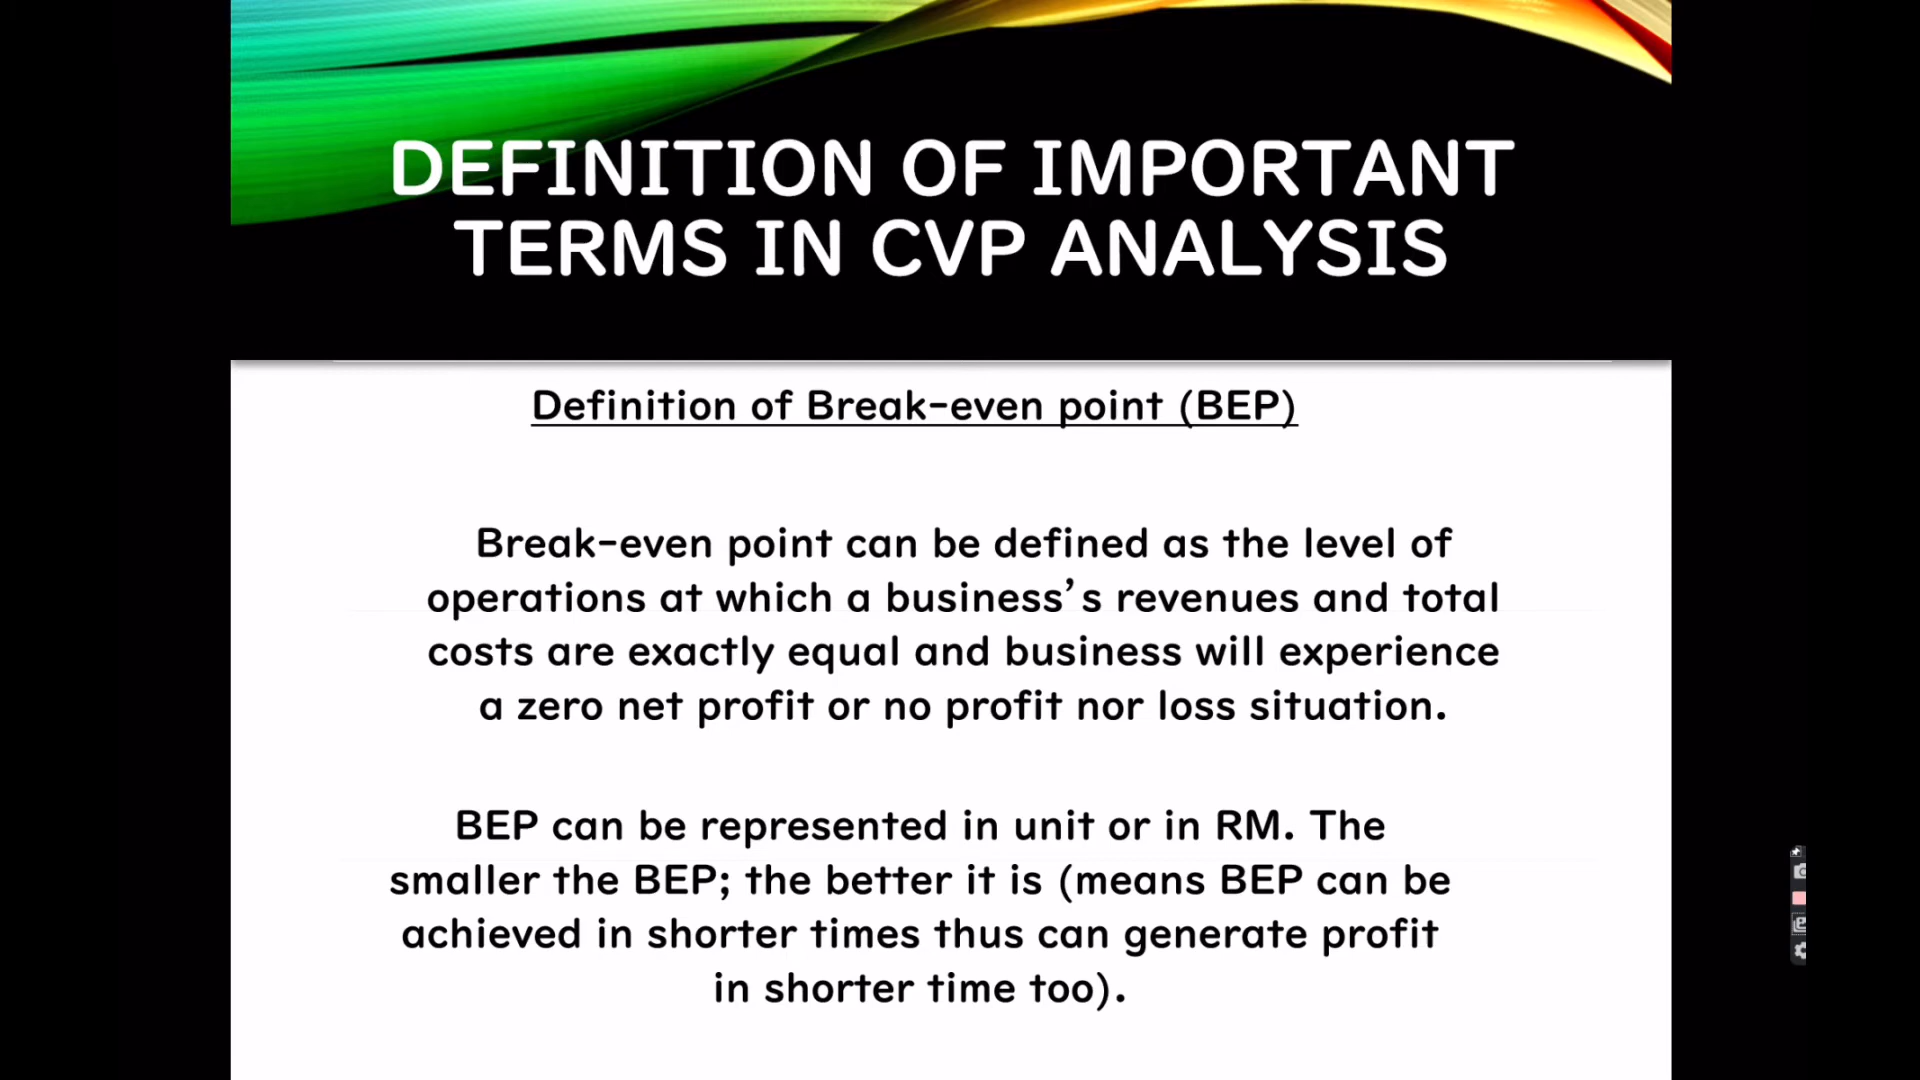 DEFINITION OF IMPORTANT
TERMS IN CVP ANALYSIS
Definition of Break-even point (BEP)
Break-even point can be defined as the level of
operations at which a business's revenues and total
costs are exactly equal and business will experience
a zero net profit or no profit nor loss situation.
BEP can be represented in unit or in RM. The
smaller the BEP; the better it is (means BEP can be
achieved in shorter times thus can generate profit
in shorter time too).